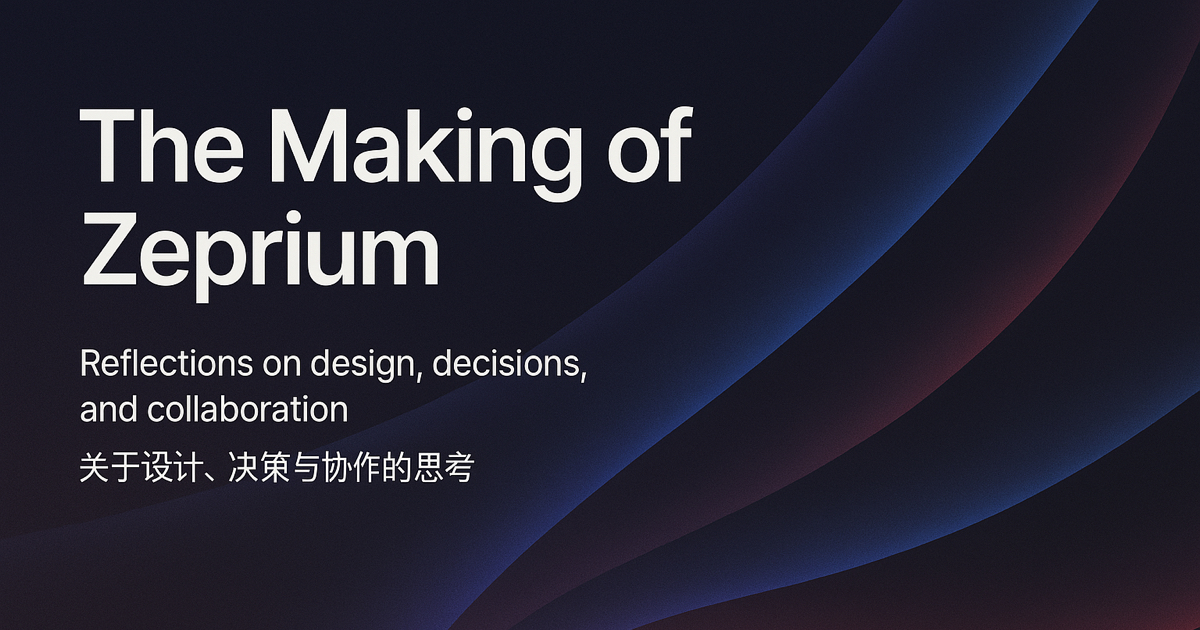 The Making of
Zeprium
Reflections on design, decisions,
and collaboration
关于设计、决策与协作的思考